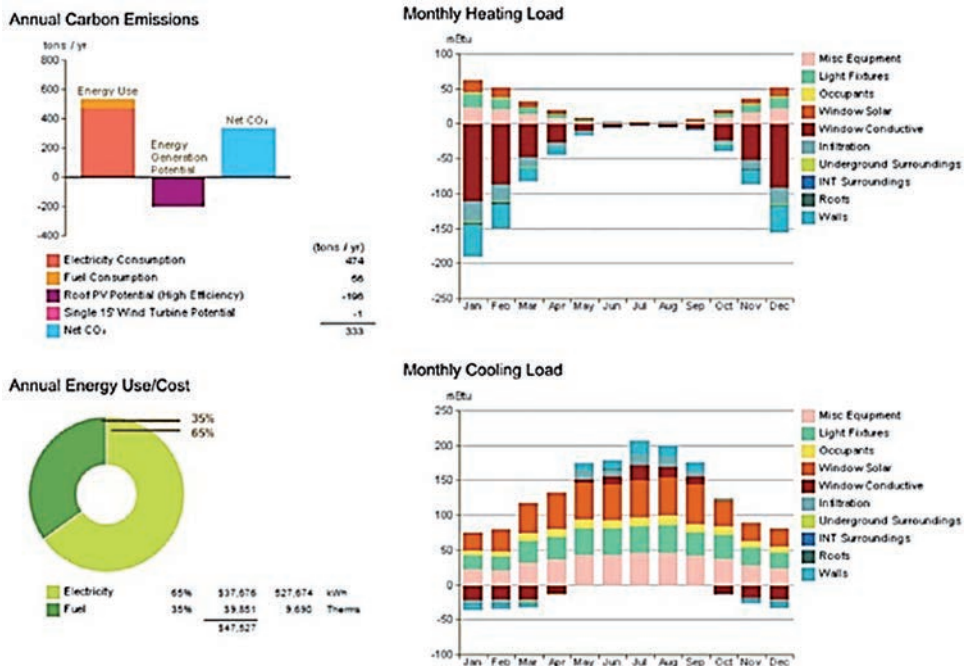 Annual Carbon Emissions
tons / yr
800
600
400
200
0
-200
-400
Energy Use
Energy
Generation
Potential
Net CO₂
(tons / yr)
Electricity Consumption 474
Fuel Consumption
Roof PV Potential (High Efficiency)
Single 15' Wind Turbine Potential -1
Net CO₂ 333
Monthly Heating Load
mBtu
100
50
0
-50
-100
-150
-200
-250
Jan Feb Mar Apr May Jun Jul Aug Sep Oct Nov Dec
Misc Equipment
Light Fixtures
Occupants
Window Solar
Window Conductive
Infiltration
Underground Surroundings
INT Surroundings
Roofs
Walls
Annual Energy Use/Cost
35%
65%
Electricity 65% $37,676 527,674 kWh
Fuel 35% $9,851 9,690 Therms
$47,527
Monthly Cooling Load
mBtu
250
200
150
100
50
0
-50
-100
Jan Feb Mar Apr May Jun Jul Aug Sep Oct Nov Dec
Misc Equipment
Light Fixtures
Occupants
Window Solar
Window Conductive
Infiltration
Underground Surroundings
INT Surroundings
Roofs
Walls